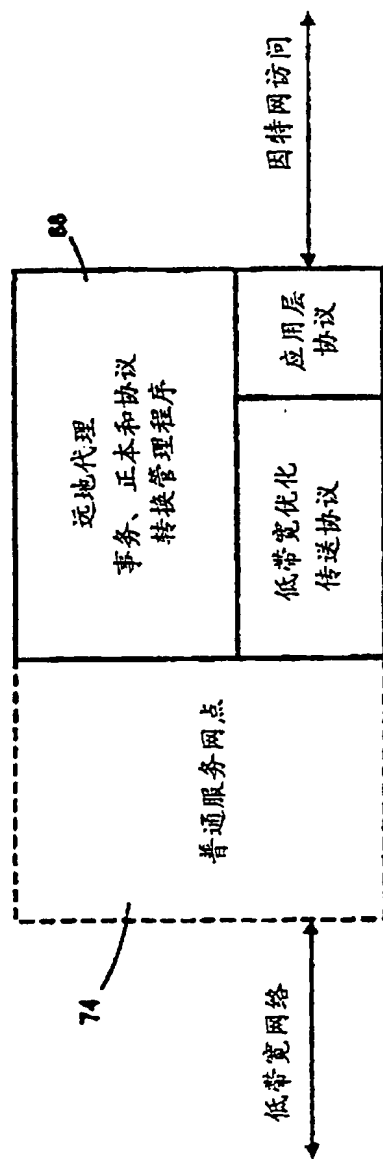 74
68
普通服务网点
远地代理
事务、正本和协议
转换管理程序
低带宽优化
传送协议
应用层
协议
低带宽网络
因特网访问